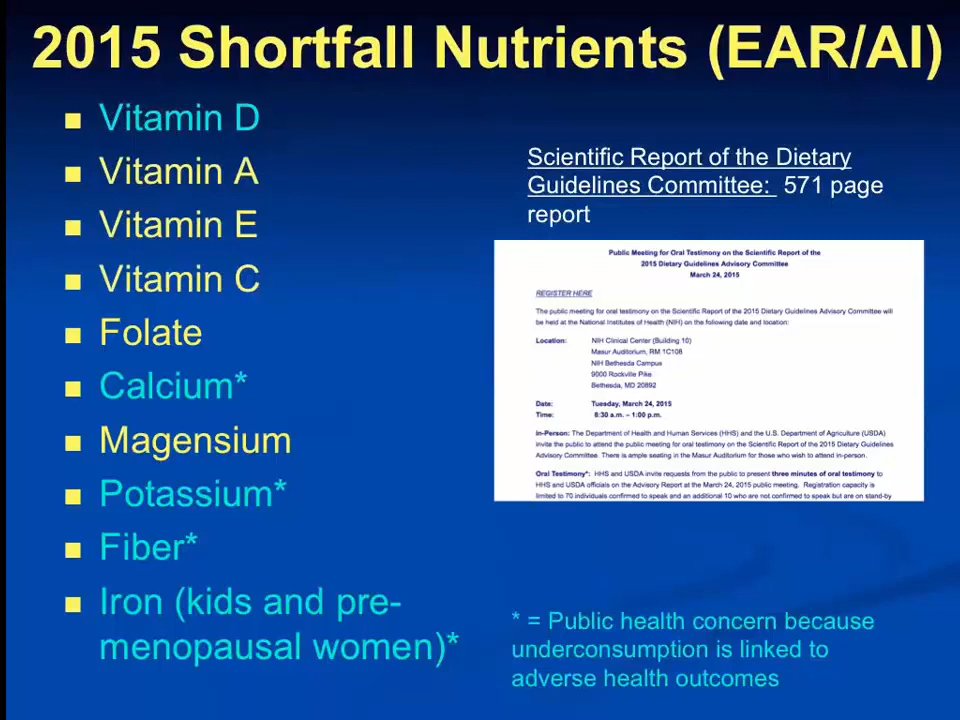 2015 Shortfall Nutrients (EAR/AI)
Vitamin D
Vitamin A
Vitamin E
Vitamin C
Folate
Calcium*
Magensium
Potassium*
Fiber*
Iron (kids and pre-
menopausal women)*
Scientific Report of the Dietary
Guidelines Committee: 571 page
report
Public Meeting for Oral Testimony on the Scientific Report of the
2015 Dietary Guidelines Advisory Committee
March 24, 2015
REGISTER HERE
The public meeting for oral testimony on the Scientific Report of the 2015 Dietary Guidelines Advisory Committee will
be held at the National Institutes of Health (NIH) on the following date and location:
Location: NIH Clinical Center (Building 10)
Masur Auditorium, RM 1C108
NIH Bethesda Campus
9000 Rockville Pike
Bethesda, MD 20892
Date: Tuesday, March 24, 2015
Time: 8:30 a.m. – 1:00 p.m.
In-Person: The Department of Health and Human Services (HHS) and the U.S. Department of Agriculture (USDA)
invite the public to attend the public meeting for oral testimony on the Scientific Report of the 2015 Dietary Guidelines
Advisory Committee. There is ample seating in the Masur Auditorium for those who wish to attend in-person.
Oral Testimony*: HHS and USDA invite requests from the public to present three minutes of oral testimony to
HHS and USDA officials on the Advisory Report at the March 24, 2015 public meeting. Registration capacity is
limited to 70 individuals confirmed to speak and an additional 10 who are not confirmed to speak but are on stand-by
* = Public health concern because
underconsumption is linked to
adverse health outcomes